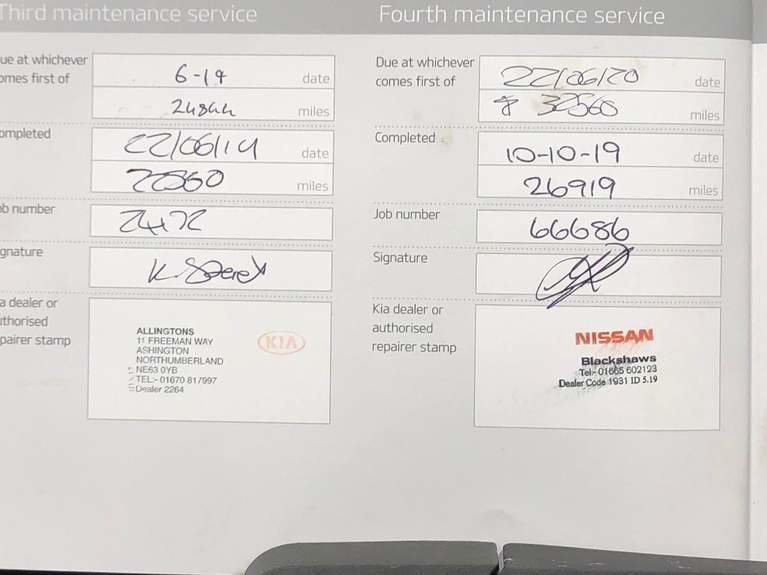 Third maintenance service
ue at whichever
omes first of
6-19
date
miles
ompleted
22/06/19
date
22560
miles
ob number
2472
gnature
a dealer or
uthorised
pairer stamp
ALLINGTONS
11 FREEMAN WAY
ASHINGTON
NORTHUMBERLAND
NE63 0YB
TEL:- 01670 817997
Dealer 2264
KIA
Fourth maintenance service
Due at whichever
comes first of
22/06/20
date
32560
miles
Completed
10-10-19
date
26919
miles
Job number
66686
Signature
Kia dealer or
authorised
repairer stamp
NISSAN
Blackshaws
Tel:- 01665 602123
Dealer Code 1931 ID 5.19